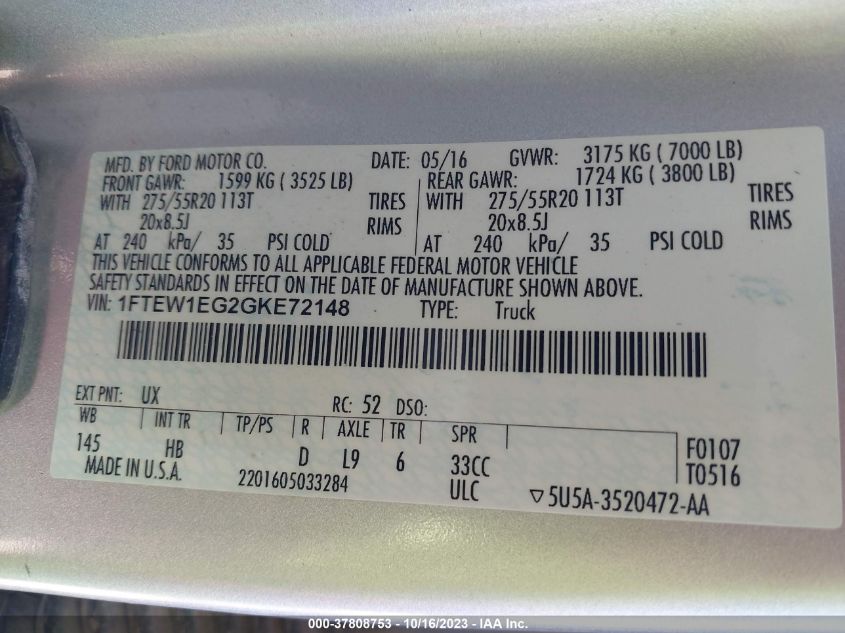 MFD. BY FORD MOTOR CO. DATE: 05/16 GVWR: 3175 KG ( 7000 LB)
FRONT GAWR: 1599 KG ( 3525 LB) REAR GAWR: 1724 KG ( 3800 LB)
WITH 275/55R20 113T TIRES WITH 275/55R20 113T TIRES
20x8.5J RIMS 20x8.5J RIMS
AT 240 kPa/ 35 PSI COLD AT 240 kPa/ 35 PSI COLD
THIS VEHICLE CONFORMS TO ALL APPLICABLE FEDERAL MOTOR VEHICLE
SAFETY STANDARDS IN EFFECT ON THE DATE OF MANUFACTURE SHOWN ABOVE.
VIN: 1FTEW1EG2GKE72148 TYPE: Truck
EXT PNT: UX RC: 52 DSO:
WB INT TR TP/PS R AXLE TR SPR
145 HB D L9 6 33CC F0107
MADE IN U.S.A. 2201605033284 ULC T0516
▽5U5A-3520472-AA
000-37808753 - 10/16/2023 - IAA Inc.